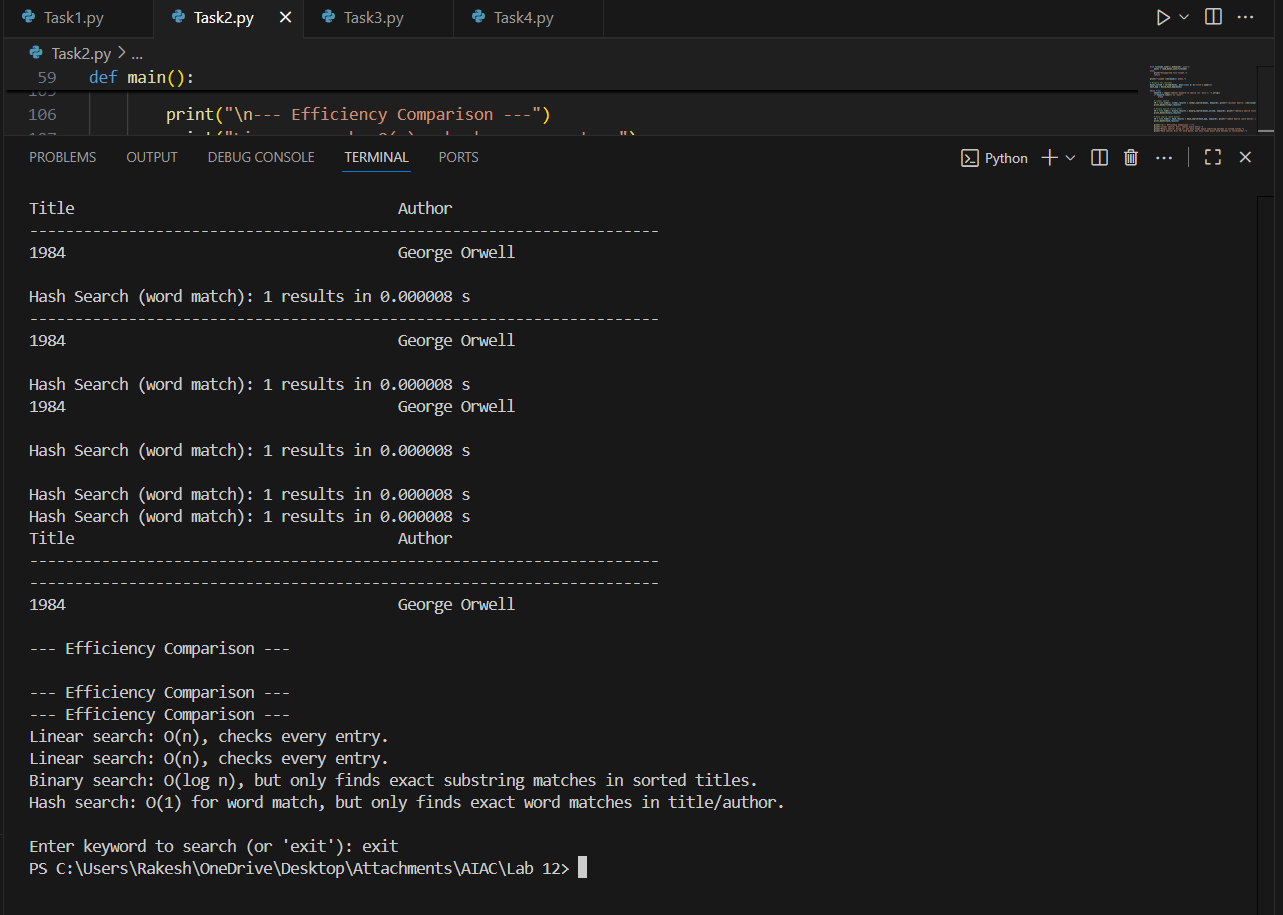 Task1.py Task2.py Task3.py Task4.py
Task2.py > ...
59 def main():
106 print("\n--- Efficiency Comparison ---")
PROBLEMS OUTPUT DEBUG CONSOLE TERMINAL PORTS Python
Title Author
----------------------------------------------------------------------
1984 George Orwell
Hash Search (word match): 1 results in 0.000008 s
----------------------------------------------------------------------
1984 George Orwell
Hash Search (word match): 1 results in 0.000008 s
1984 George Orwell
Hash Search (word match): 1 results in 0.000008 s
Hash Search (word match): 1 results in 0.000008 s
Hash Search (word match): 1 results in 0.000008 s
Title Author
----------------------------------------------------------------------
----------------------------------------------------------------------
1984 George Orwell
--- Efficiency Comparison ---
--- Efficiency Comparison ---
--- Efficiency Comparison ---
Linear search: O(n), checks every entry.
Linear search: O(n), checks every entry.
Binary search: O(log n), but only finds exact substring matches in sorted titles.
Hash search: O(1) for word match, but only finds exact word matches in title/author.
Enter keyword to search (or 'exit'): exit
PS C:\Users\Rakesh\OneDrive\Desktop\Attachments\AIAC\Lab 12>